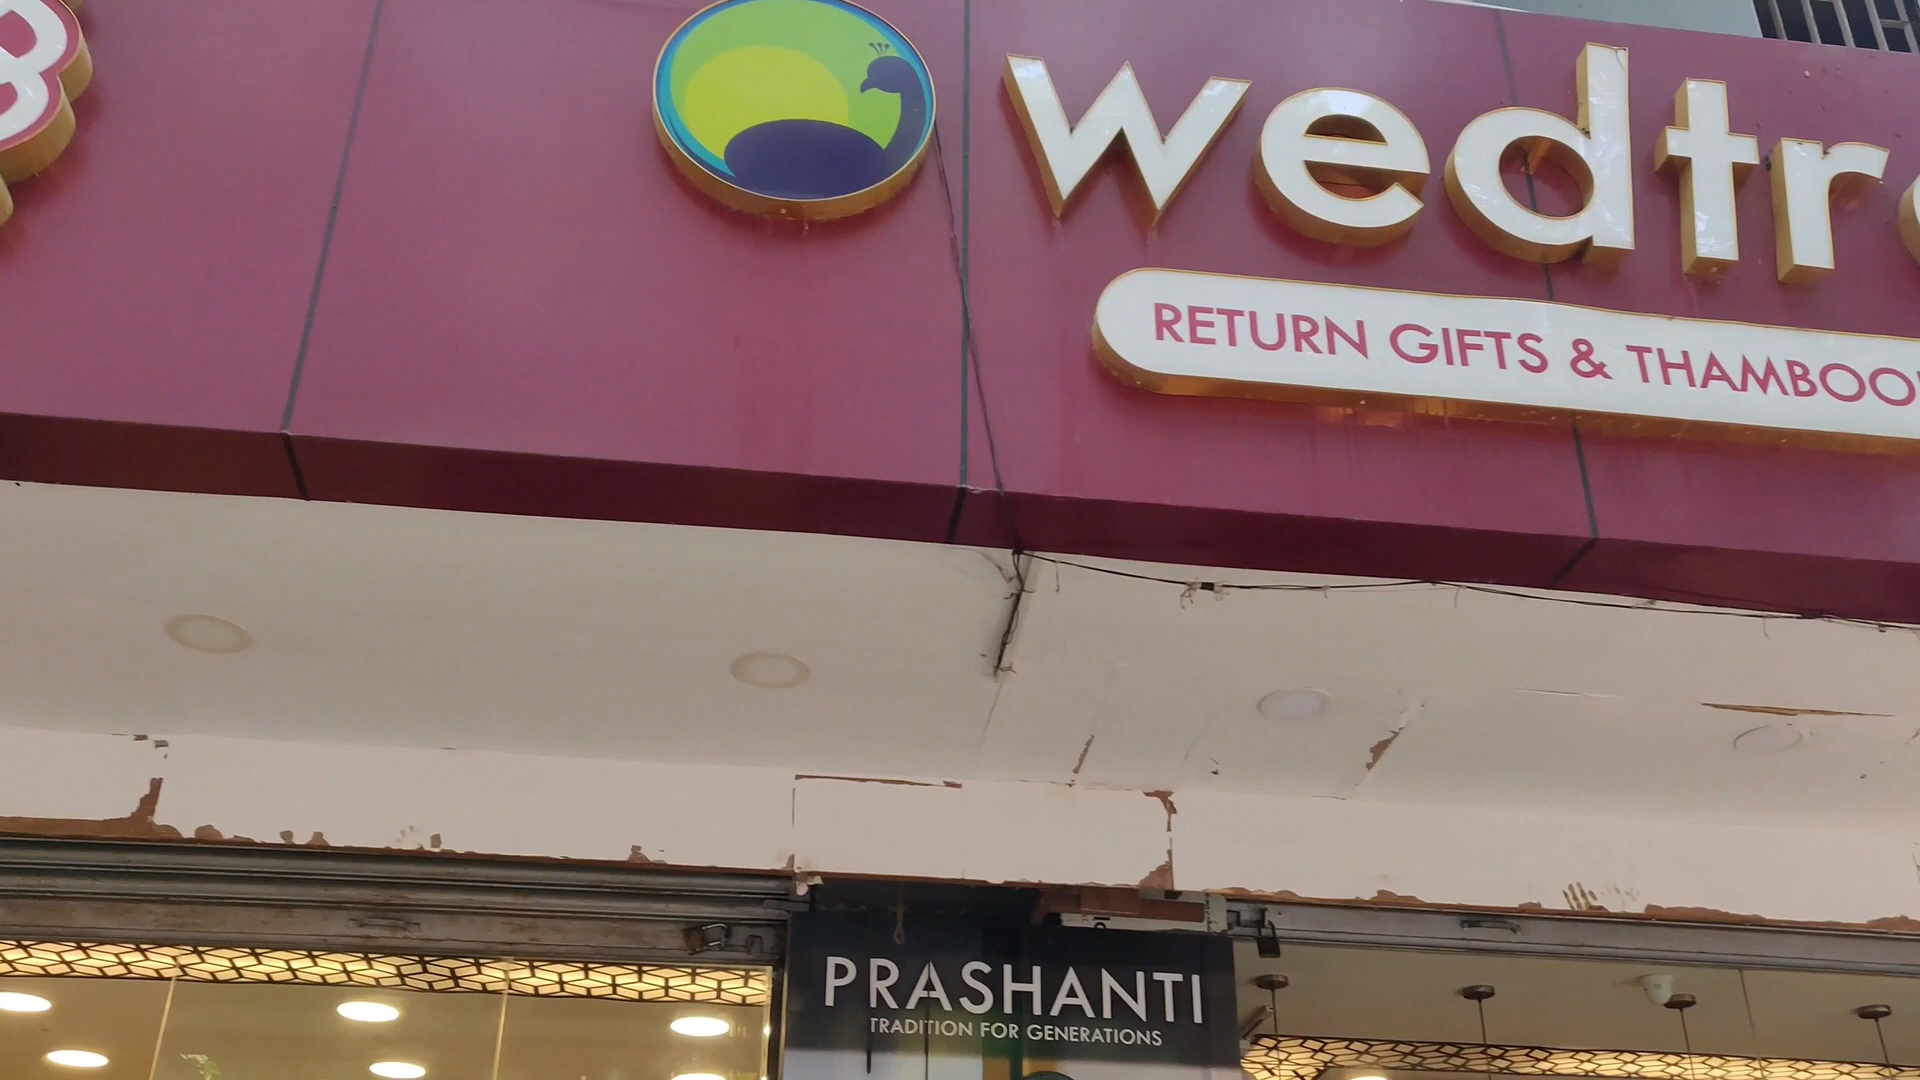 wedtr
RETURN GIFTS & THAMBOO
PRASHANTI
TRADITION FOR GENERATIONS